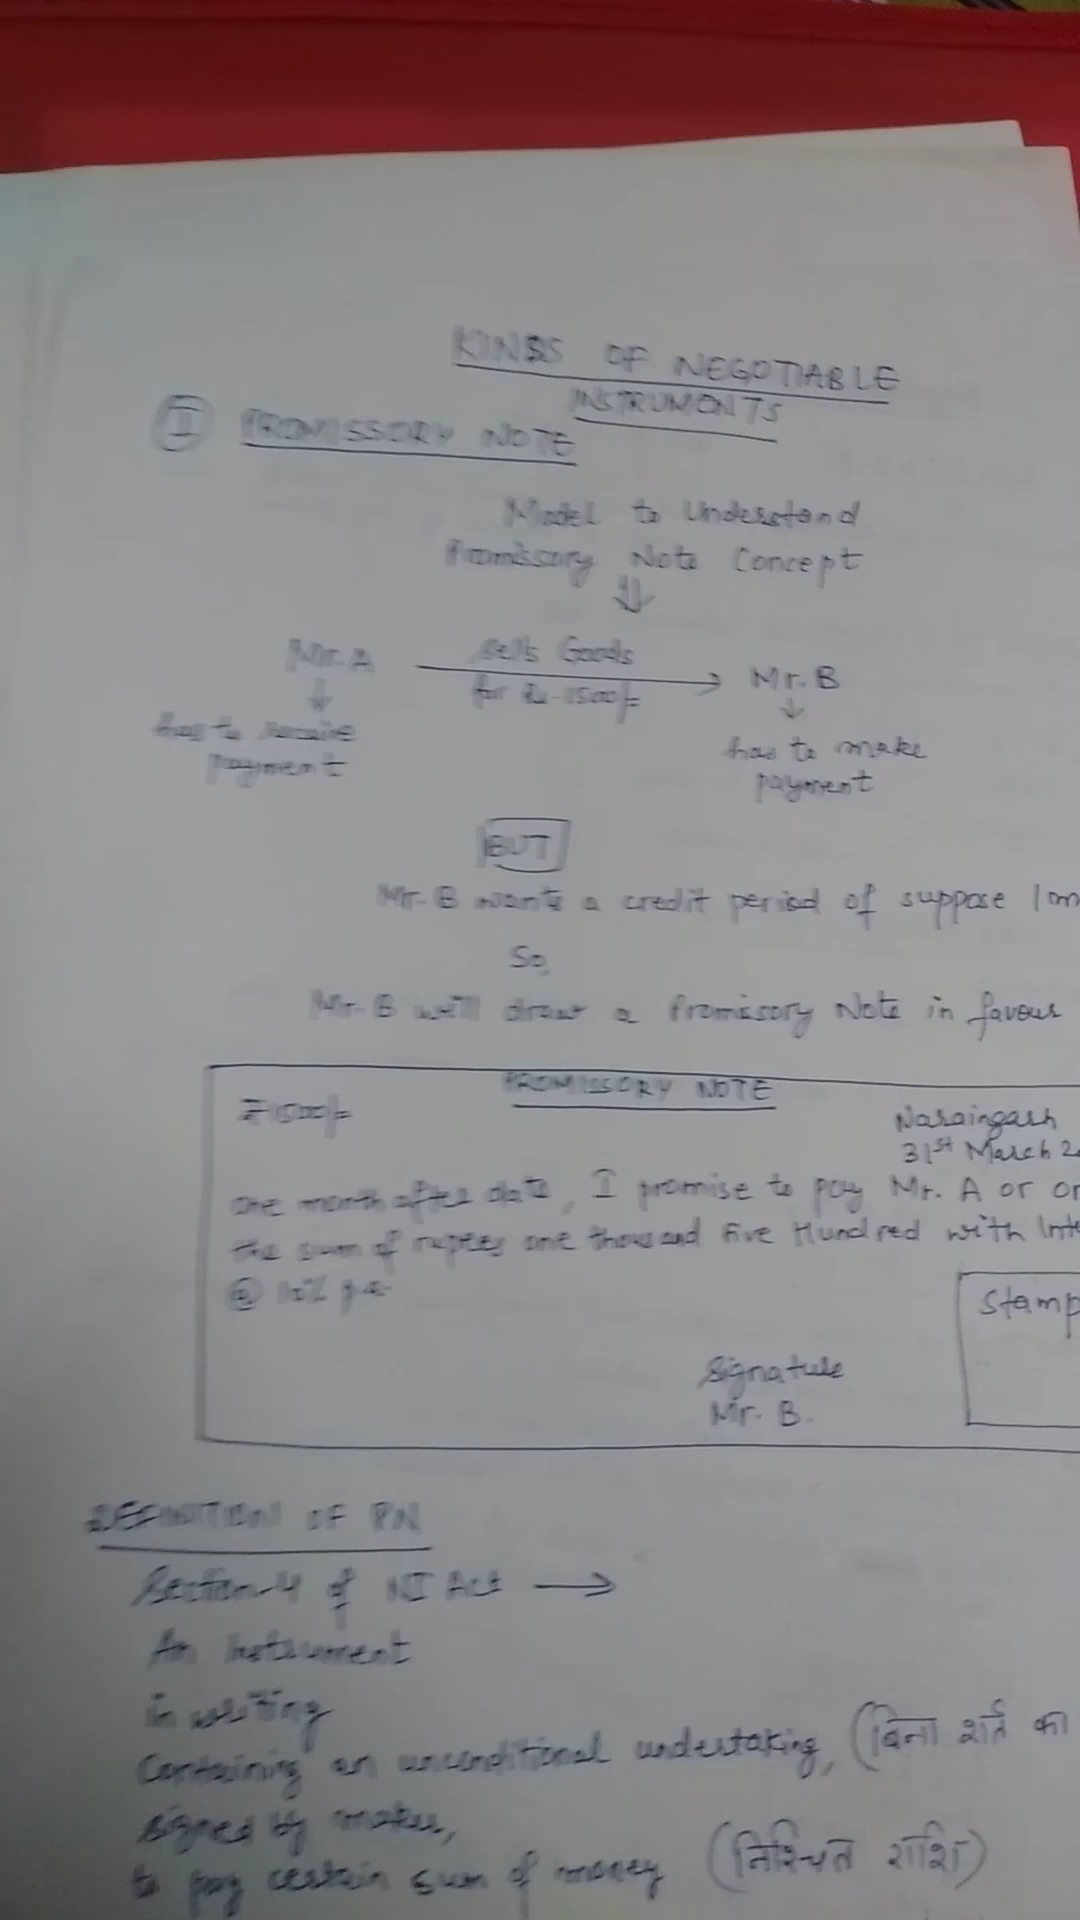 KINDS OF NEGOTIABLE
INSTRUMENTS
I PROMISSORY NOTE
Model to Understand
Promissory Note Concept
Mr. A sells Goods for Rs. 1500/- Mr. B
has to receive
payment
has to make
payment
BUT
Mr. B wants a credit period of suppose 1 m
So,
Mr. B will draw a Promissory Note in favour
PROMISSORY NOTE
₹1500/-
Naraingarh
31st March 2
One month after date, I promise to pay Mr. A or or
the sum of rupees one thousand Five Hundred with Int
@ 10% p.a.
Stamp
Signature
Mr. B.
DEFINITION OF PN
Section-4 of NI Act
An Instrument
in writing
Containing an unconditional undertaking, (बिना शर्त का
signed by maker,
to pay certain sum of money (निश्चित राशि)